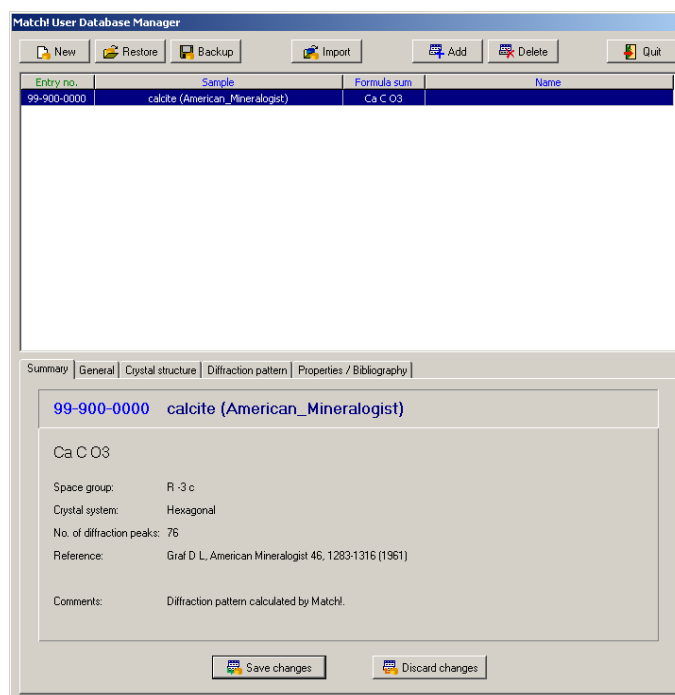 Match! User Database Manager
New Restore Backup Import Add Delete Quit
Entry no. Sample Formula sum Name
99-900-0000 calcite (American_Mineralogist) Ca C O3
Summary General Crystal structure Diffraction pattern Properties / Bibliography
99-900-0000 calcite (American_Mineralogist)
Ca C O3
Space group: R -3 c
Crystal system: Hexagonal
No. of diffraction peaks: 76
Reference: Graf D L, American Mineralogist 46, 1283-1316 (1961)
Comments: Diffraction pattern calculated by Match!.
Save changes Discard changes